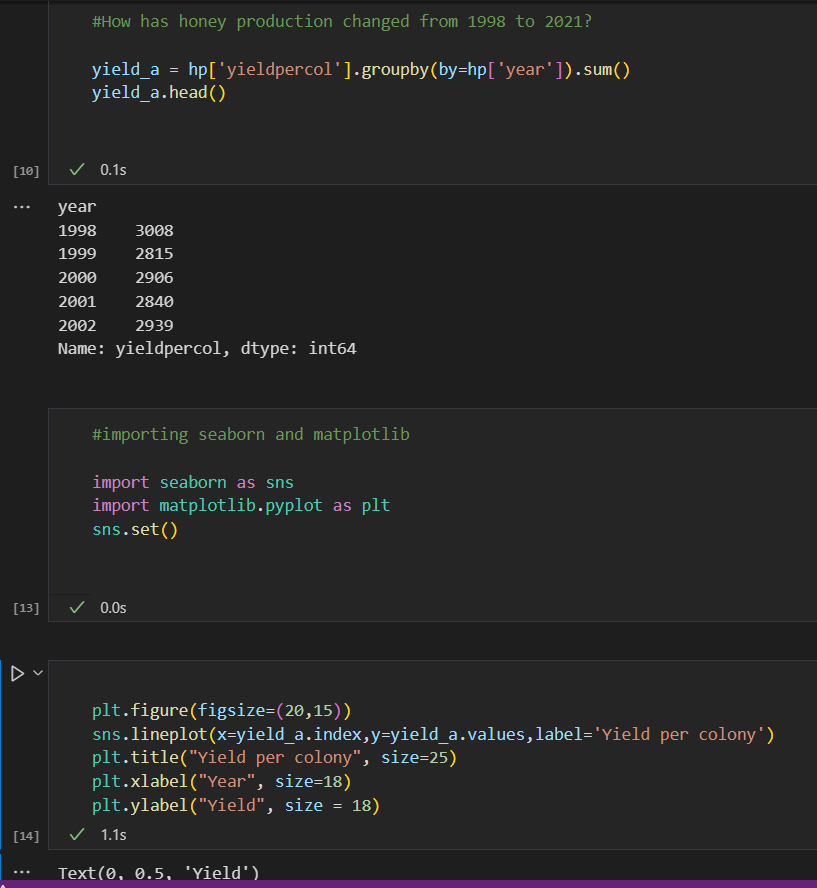 #How has honey production changed from 1998 to 2021?
yield_a = hp['yieldpercol'].groupby(by=hp['year']).sum()
yield_a.head()
[10] ✓ 0.1s
... year
1998 3008
1999 2815
2000 2906
2001 2840
2002 2939
Name: yieldpercol, dtype: int64
#importing seaborn and matplotlib
import seaborn as sns
import matplotlib.pyplot as plt
sns.set()
[13] ✓ 0.0s
plt.figure(figsize=(20,15))
sns.lineplot(x=yield_a.index,y=yield_a.values,label='Yield per colony')
plt.title("Yield per colony", size=25)
plt.xlabel("Year", size=18)
plt.ylabel("Yield", size = 18)
[14] ✓ 1.1s
... Text(0, 0.5, 'Yield')